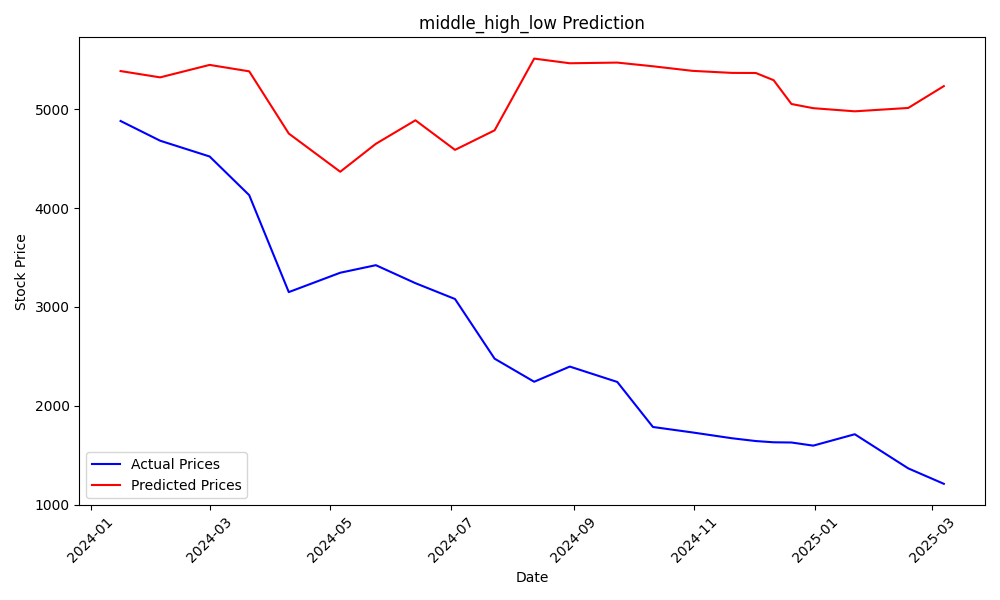 middle_high_low Prediction
Stock Price
5000
4000
3000
2000
1000
Actual Prices
Predicted Prices
2024-01
2024-03
2024-05
2024-07
2024-09
2024-11
2025-01
2025-03
Date